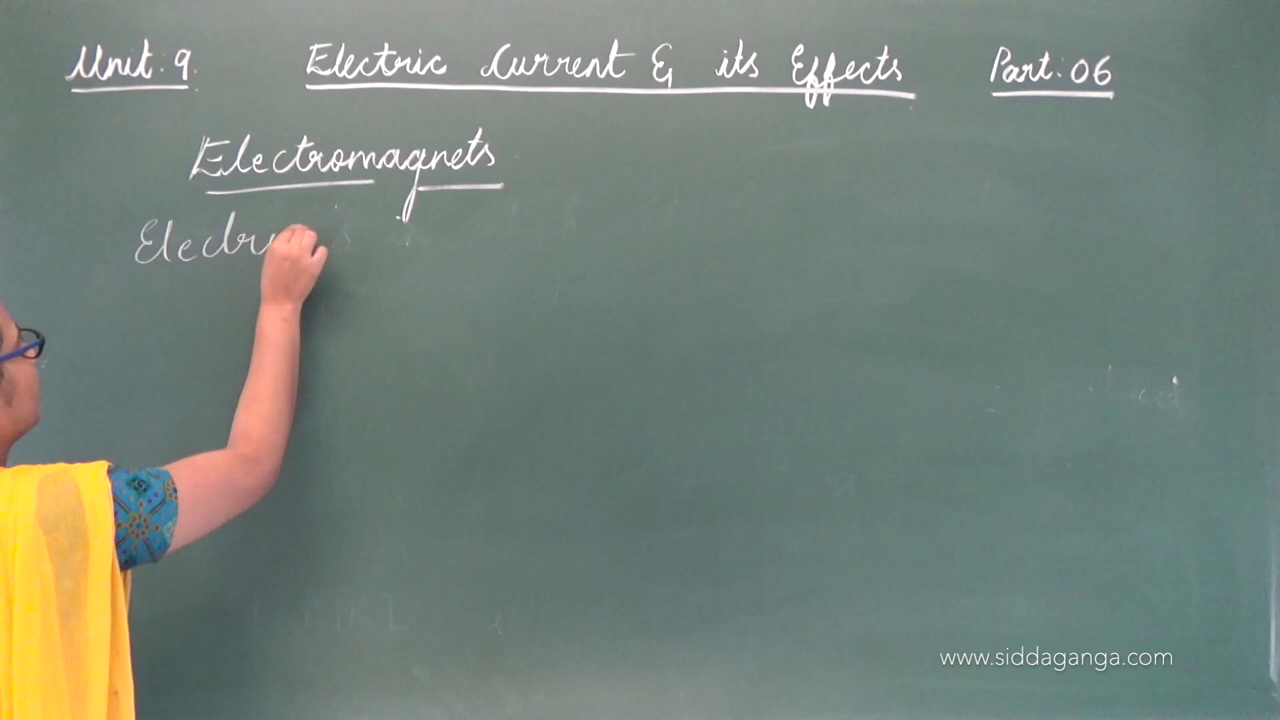 Unit: 9. Electric Current & its Effects Part: 06
Electromagnets
www.siddaganga.com